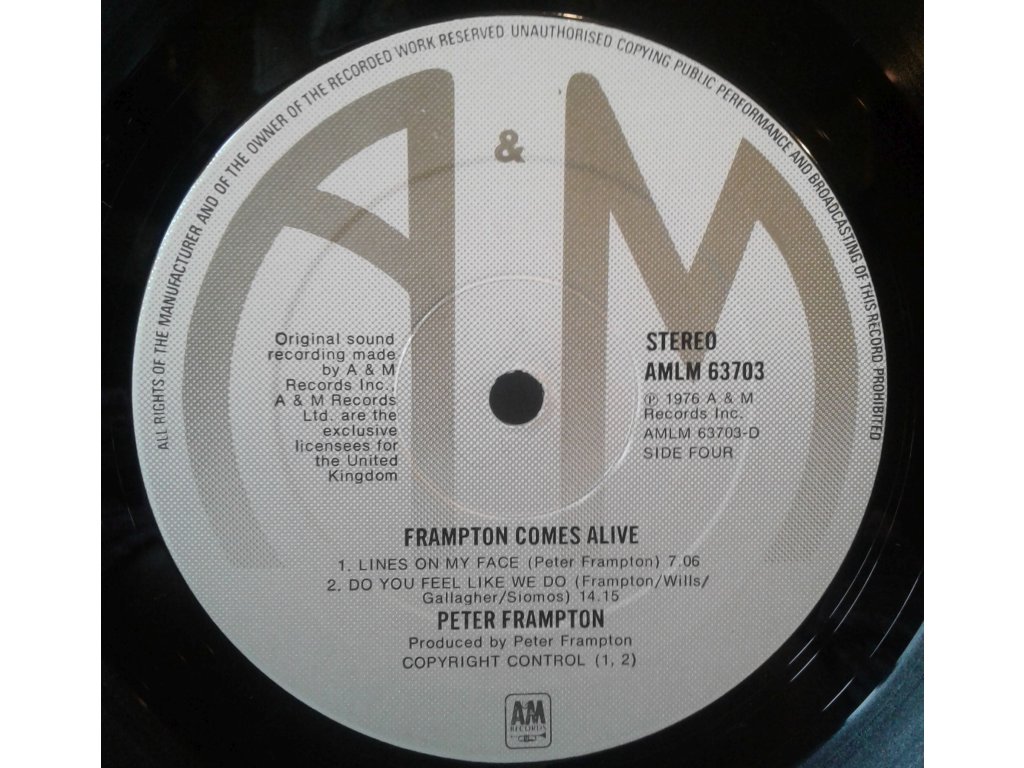 ALL RIGHTS OF THE MANUFACTURER AND OF THE OWNER OF THE RECORDED WORK RESERVED UNAUTHORISED COPYING PUBLIC PERFORMANCE AND BROADCASTING OF THIS RECORD PROHIBITED
A & M
Original sound
recording made
by A & M
Records Inc.,
A & M Records
Ltd. are the
exclusive
licensees for
the United
Kingdom
STEREO
AMLM 63703
℗ 1976 A & M
Records Inc.
AMLM 63703-D
SIDE FOUR
FRAMPTON COMES ALIVE
1. LINES ON MY FACE (Peter Frampton) 7.06
2. DO YOU FEEL LIKE WE DO (Frampton/Wills/
Gallagher/Siomos) 14.15
PETER FRAMPTON
Produced by Peter Frampton
COPYRIGHT CONTROL (1, 2)
A&M
RECORDS